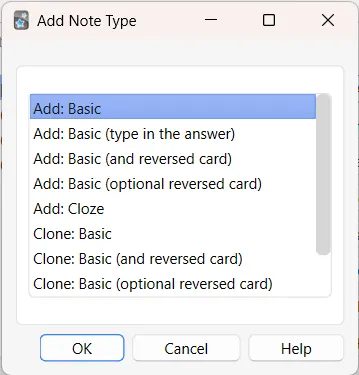 Add Note Type
Add: Basic
Add: Basic (type in the answer)
Add: Basic (and reversed card)
Add: Basic (optional reversed card)
Add: Cloze
Clone: Basic
Clone: Basic (and reversed card)
Clone: Basic (optional reversed card)
OK Cancel Help